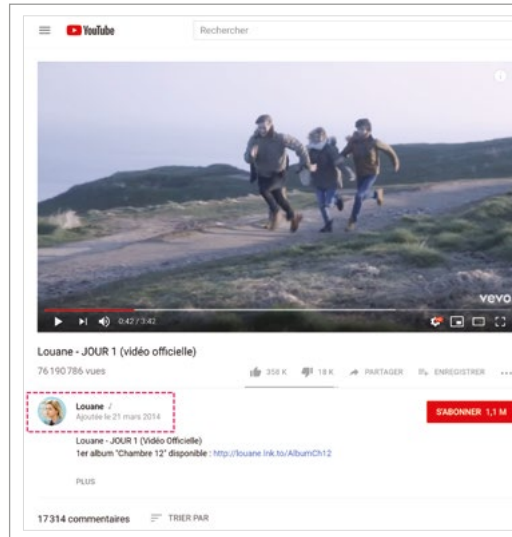 YouTube
Rechercher
vevo
0:42 / 3:42
Louane - JOUR 1 (vidéo officielle)
76 190 786 vues
358 K
18 K
PARTAGER
ENREGISTRER
Louane
Ajoutée le 21 mars 2014
S'ABONNER 1,1 M
Louane - JOUR 1 (Vidéo Officielle)
1er album "Chambre 12" disponible : http://louane.lnk.to/AlbumCh12
PLUS
17 314 commentaires
TRIER PAR